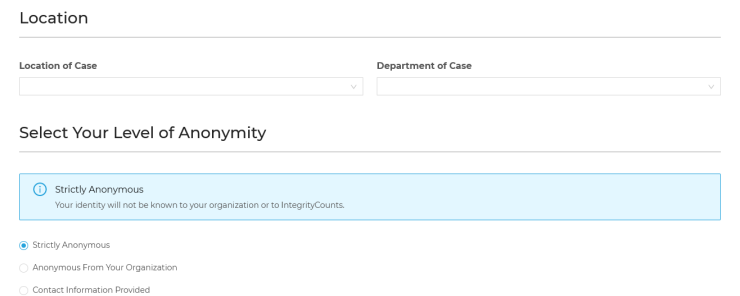 Location
Location of Case
Department of Case
Select Your Level of Anonymity
Strictly Anonymous
Your identity will not be known to your organization or to IntegrityCounts.
Strictly Anonymous
Anonymous From Your Organization
Contact Information Provided